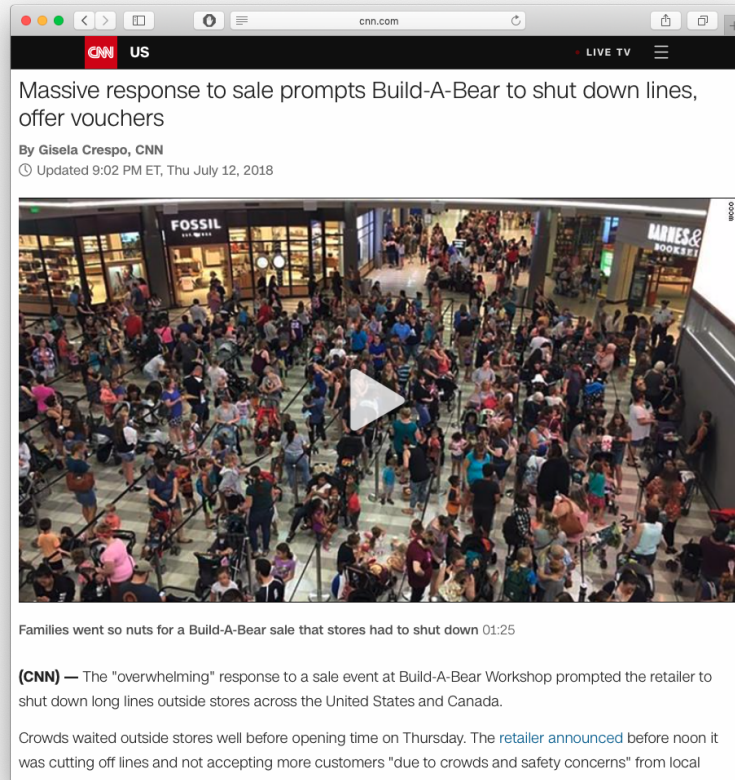 cnn.com
CNN US
LIVE TV
Massive response to sale prompts Build-A-Bear to shut down lines,
offer vouchers
By Gisela Crespo, CNN
Updated 9:02 PM ET, Thu July 12, 2018
WCCO
FOSSIL
BARNES&
BOOKSE
Families went so nuts for a Build-A-Bear sale that stores had to shut down 01:25
(CNN) — The "overwhelming" response to a sale event at Build-A-Bear Workshop prompted the retailer to
shut down long lines outside stores across the United States and Canada.
Crowds waited outside stores well before opening time on Thursday. The retailer announced before noon it
was cutting off lines and not accepting more customers "due to crowds and safety concerns" from local